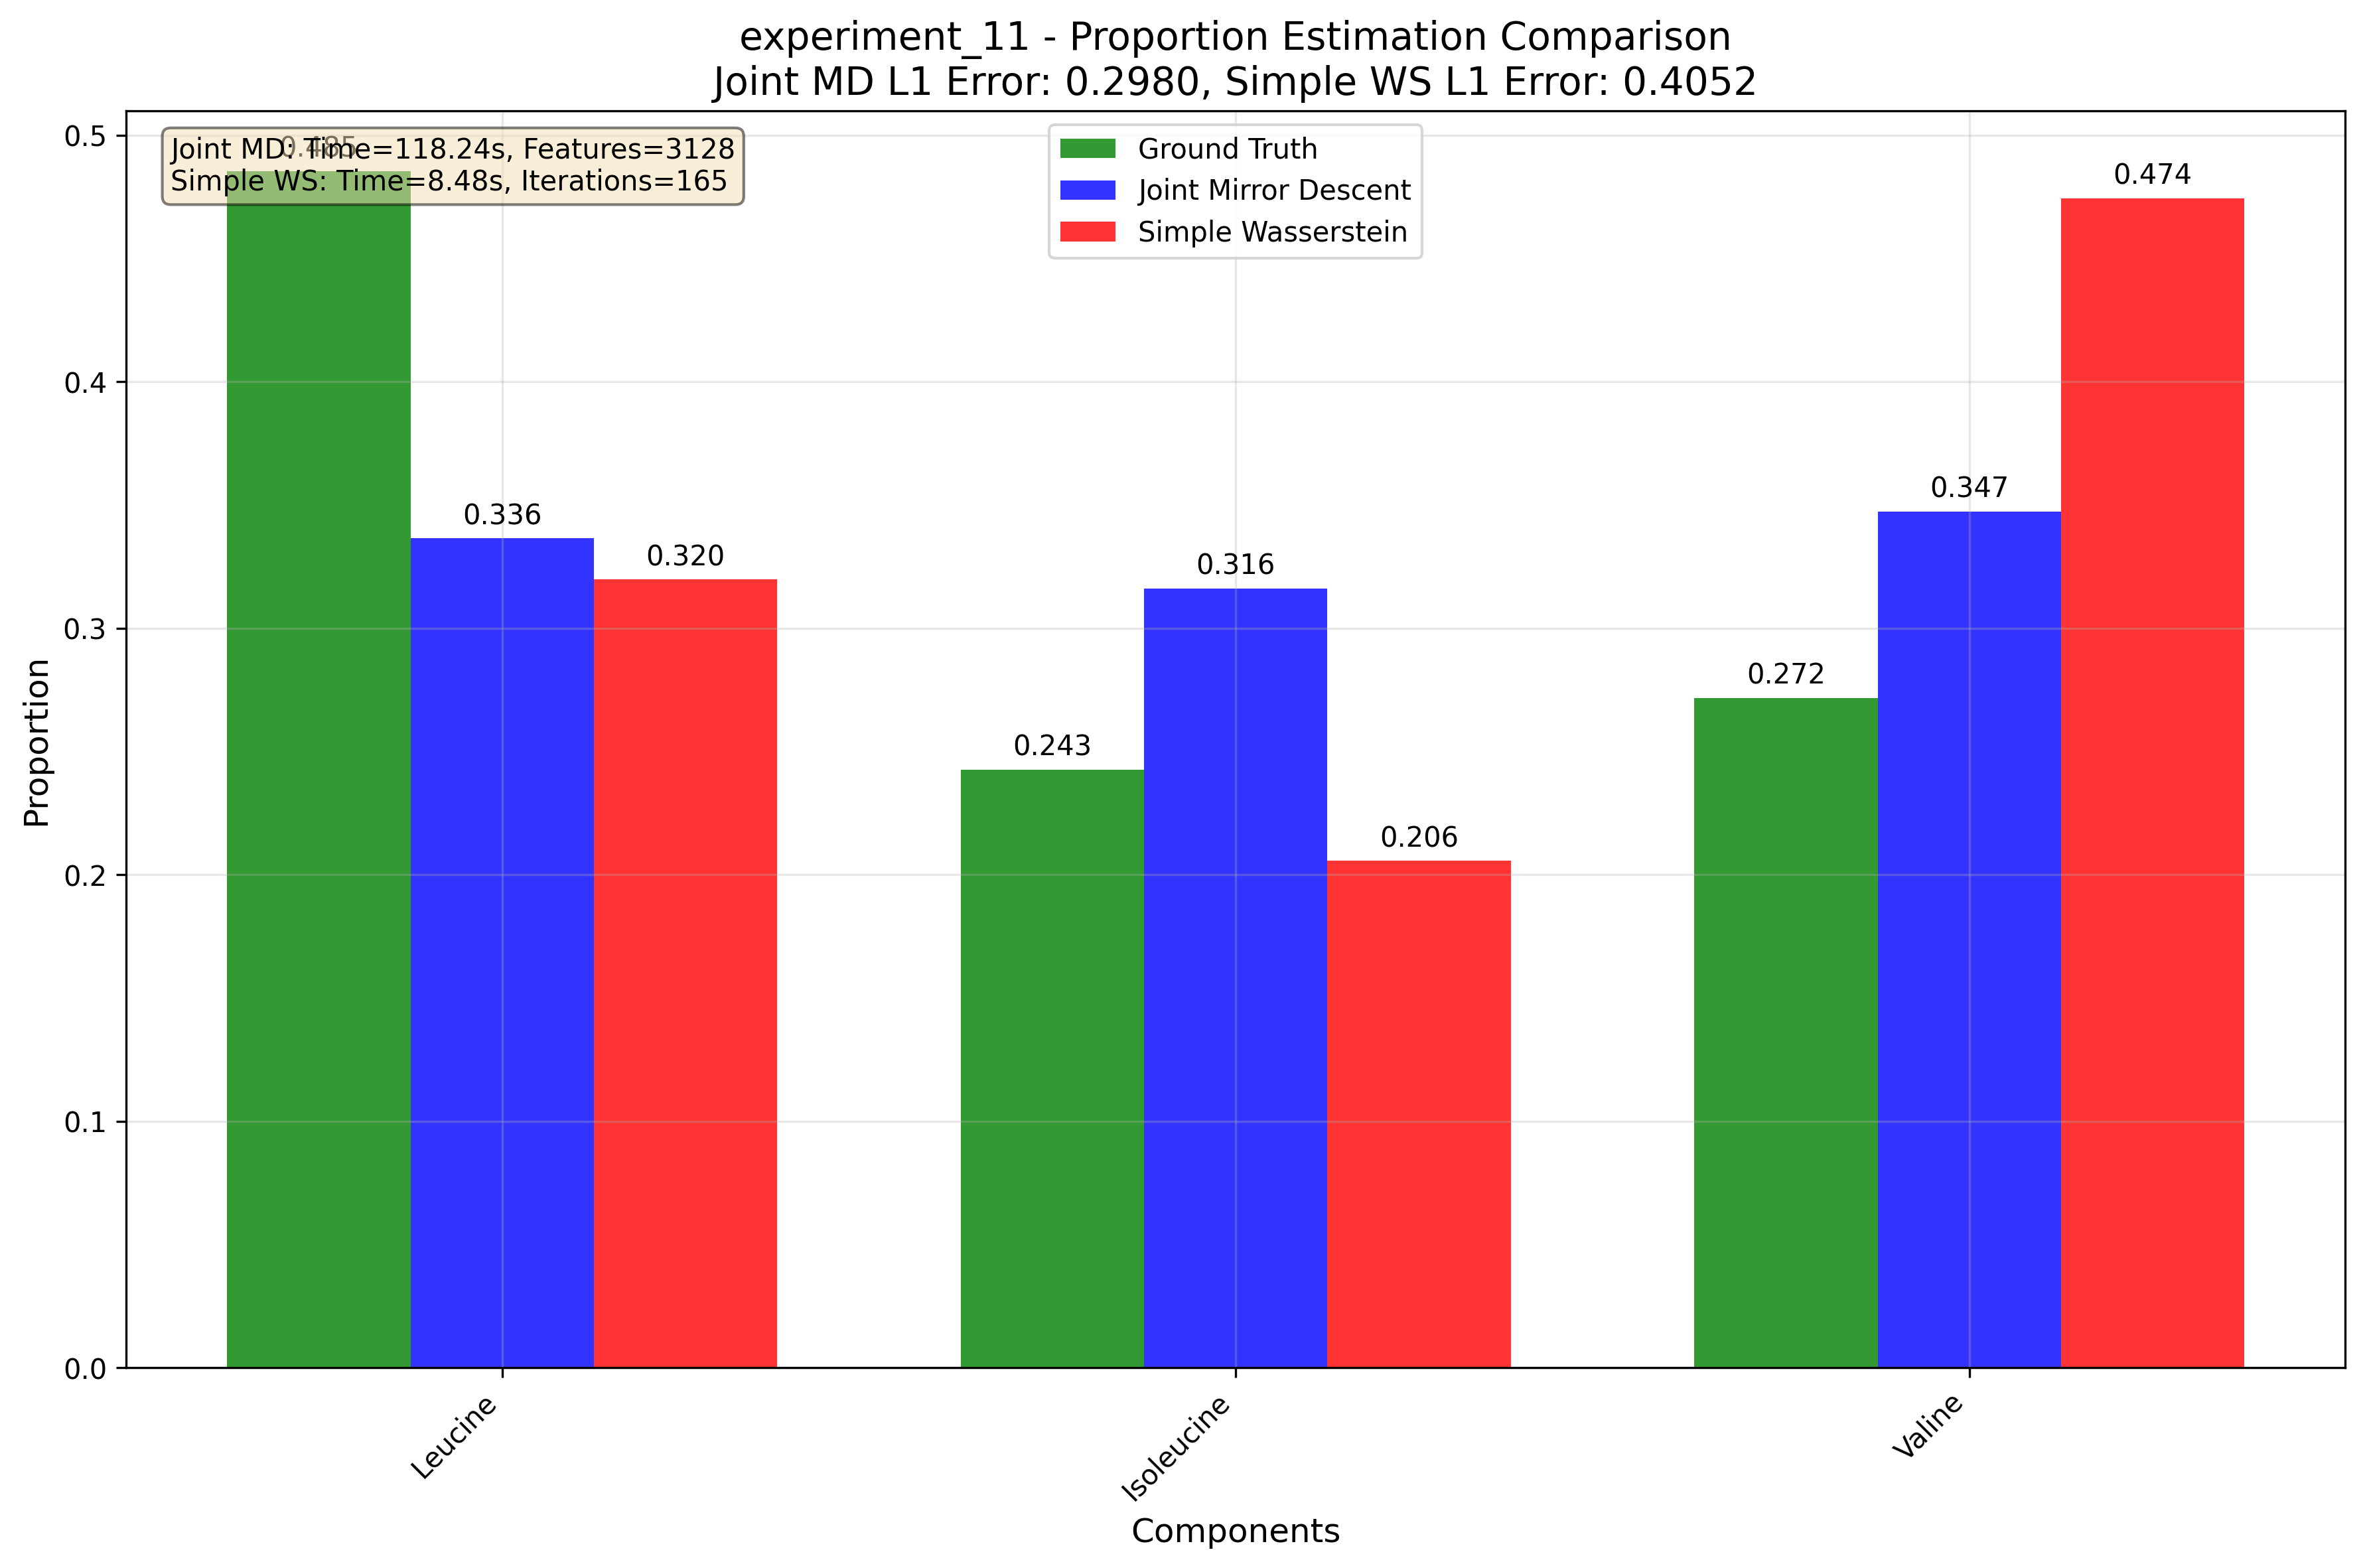 experiment_11 - Proportion Estimation Comparison
Joint MD L1 Error: 0.2980, Simple WS L1 Error: 0.4052
Joint MD: Time=118.24s, Features=3128
Simple WS: Time=8.48s, Iterations=165
Ground Truth
Joint Mirror Descent
Simple Wasserstein
Proportion
0.5
0.4
0.3
0.2
0.1
0.0
0.485
0.336
0.320
0.243
0.316
0.206
0.272
0.347
0.474
Leucine
Isoleucine
Valine
Components